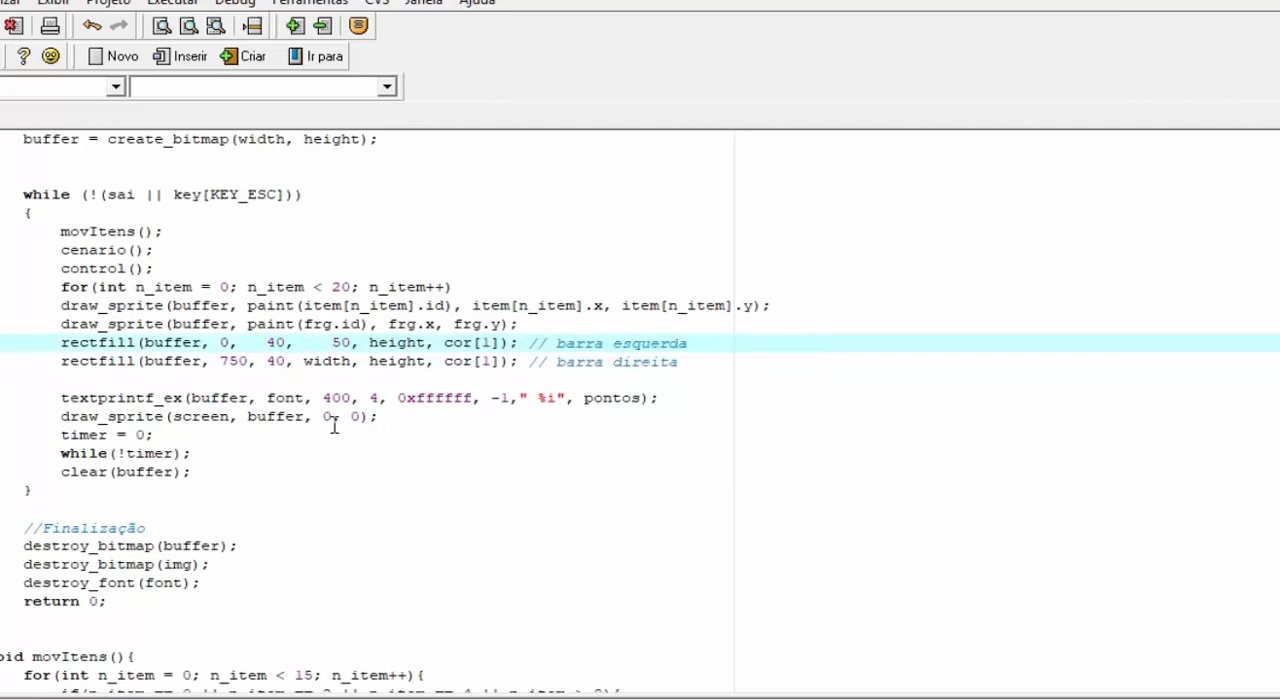 Exibir Projeto Executar Debug Ferramentas CVS Janela Ajuda
Novo Inserir Criar Ir para
buffer = create_bitmap(width, height);
while (!(sai || key[KEY_ESC]))
{
movItens();
cenario();
control();
for(int n_item = 0; n_item < 20; n_item++)
draw_sprite(buffer, paint(item[n_item].id), item[n_item].x, item[n_item].y);
draw_sprite(buffer, paint(frg.id), frg.x, frg.y);
rectfill(buffer, 0, 40, 50, height, cor[1]); // barra esquerda
rectfill(buffer, 750, 40, width, height, cor[1]); // barra direita
textprintf_ex(buffer, font, 400, 4, 0xffffff, -1," %i", pontos);
draw_sprite(screen, buffer, 0, 0);
timer = 0;
while(!timer);
clear(buffer);
}
//Finalização
destroy_bitmap(buffer);
destroy_bitmap(img);
destroy_font(font);
return 0;
oid movItens(){
for(int n_item = 0; n_item < 15; n_item++){